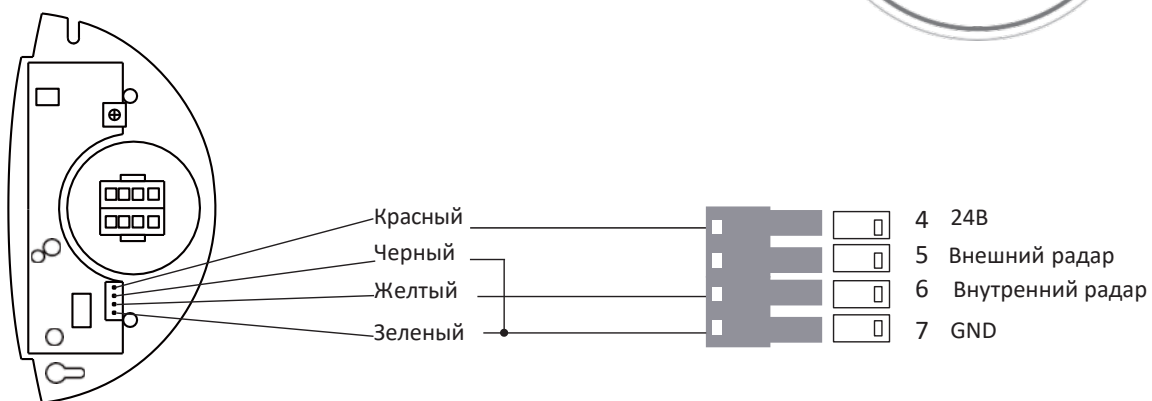 Красный 4 24В
Черный 5 Внешний радар
Желтый 6 Внутренний радар
Зеленый 7 GND